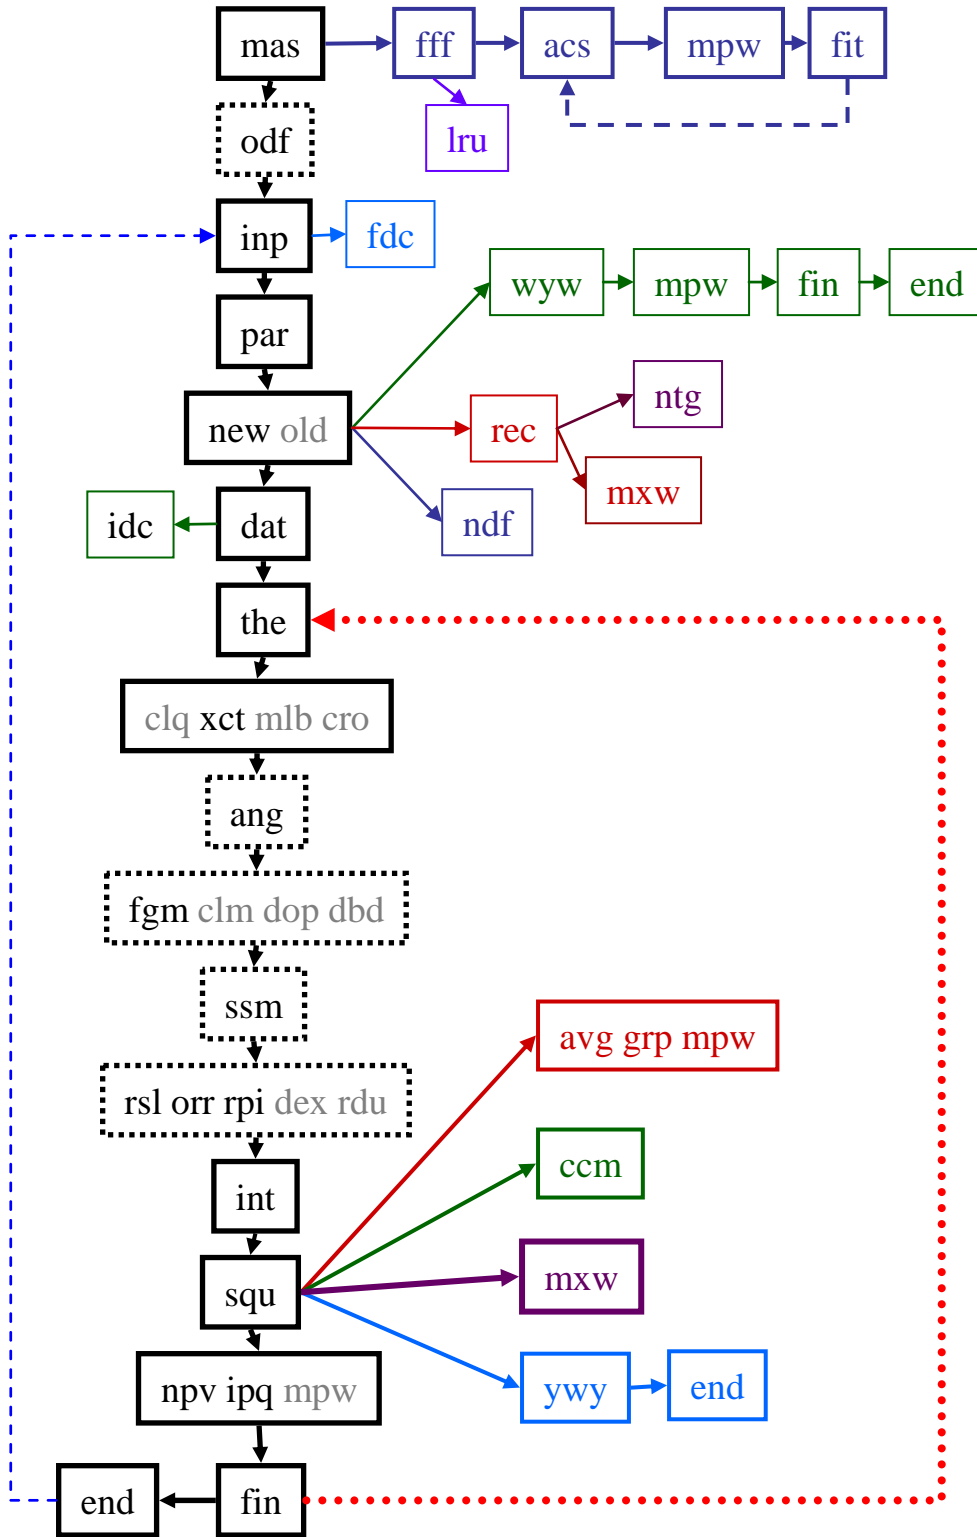 mas fff acs mpw fit
odf lru
inp fdc
wyw mpw fin end
par
ntg
new old rec
mxw
idc dat ndf
the
clq xct mlb cro
ang
fgm clm dop dbd
ssm
avg grp mpw
rsl orr rpi dex rdu
ccm
int
mxw
squ
npv ipq mpw ywy end
end fin